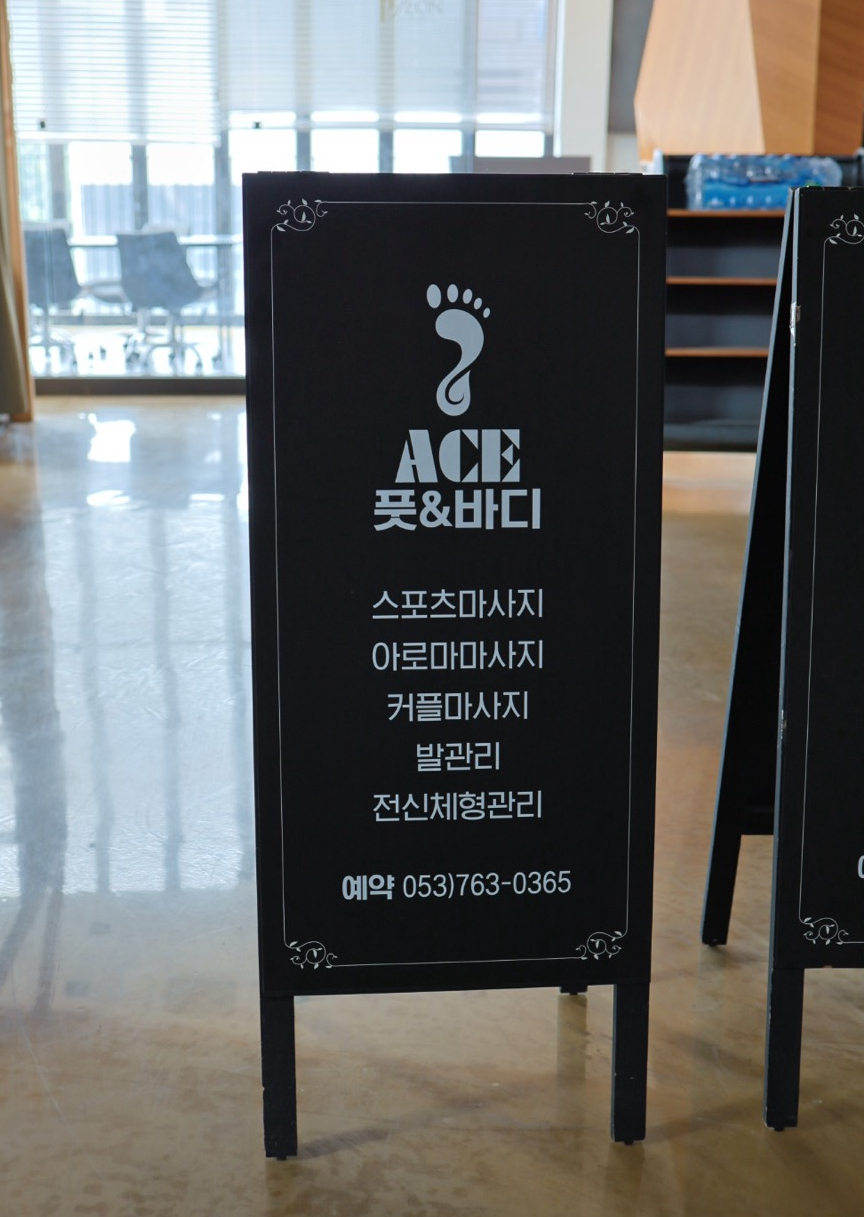 ACE
풋&바디
스포츠마사지
아로마마사지
커플마사지
발관리
전신체형관리
예약 053)763-0365